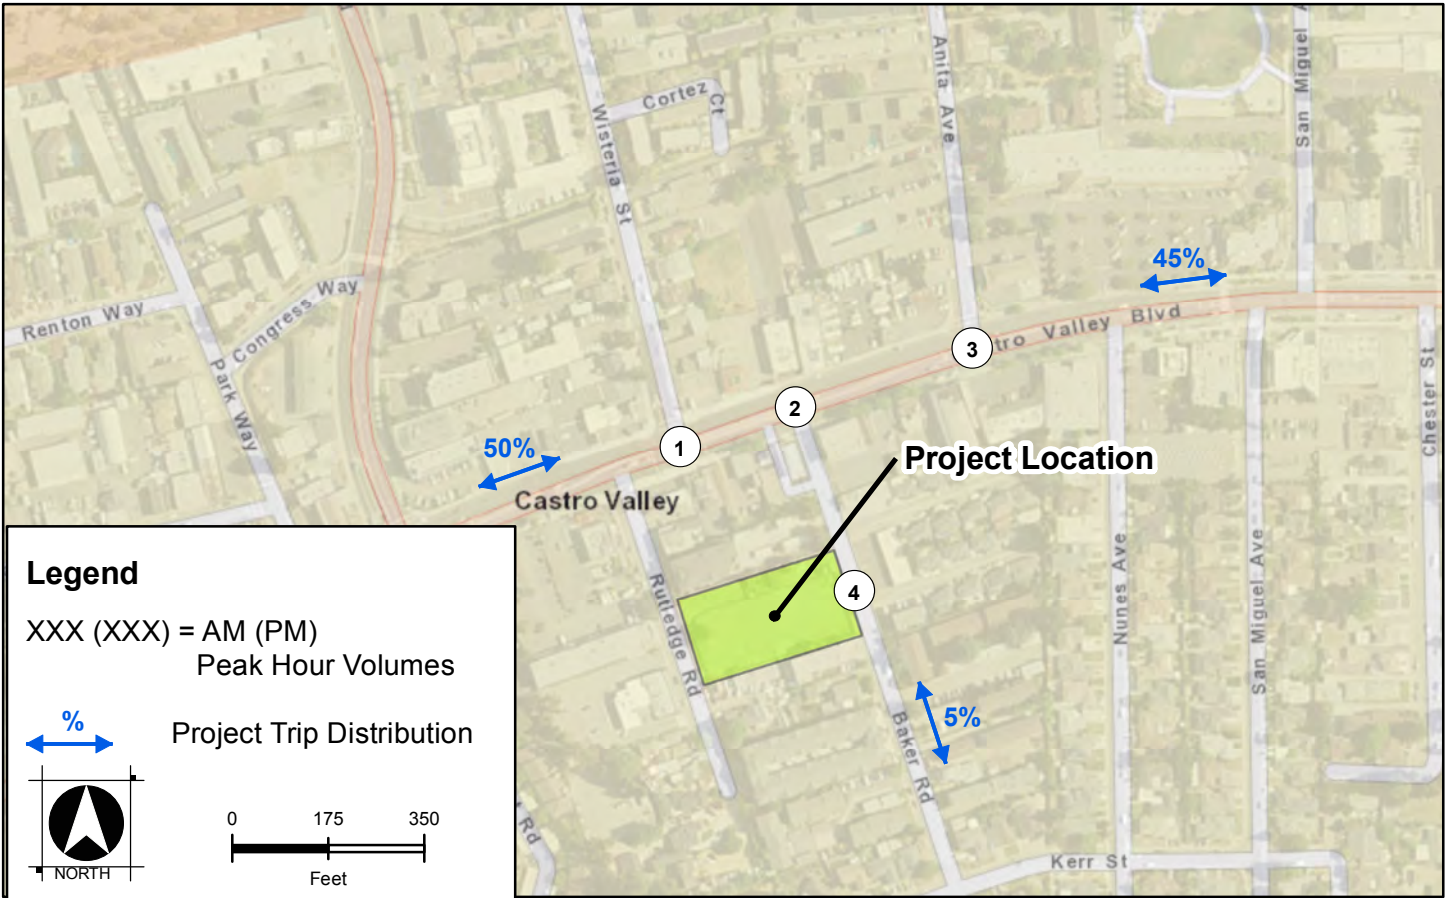 Cortez Ct
Wisteria St
Anita Ave
San Miguel A
45%
Renton Way
Congress Way
Park Way
tro Valley Blvd
3
2
1
50%
Castro Valley
Project Location
Chester St
Rutledge Rd
4
Nunes Ave
San Miguel Ave
5%
Baker Rd
Kerr St
Rd
Legend
XXX (XXX) = AM (PM)
Peak Hour Volumes
%
Project Trip Distribution
NORTH
0 175 350
Feet